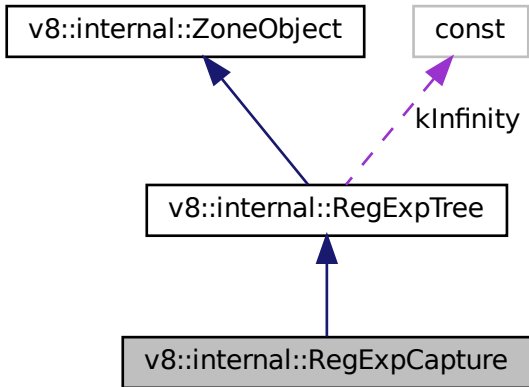 v8::internal::ZoneObject
const
kInfinity
v8::internal::RegExpTree
v8::internal::RegExpCapture